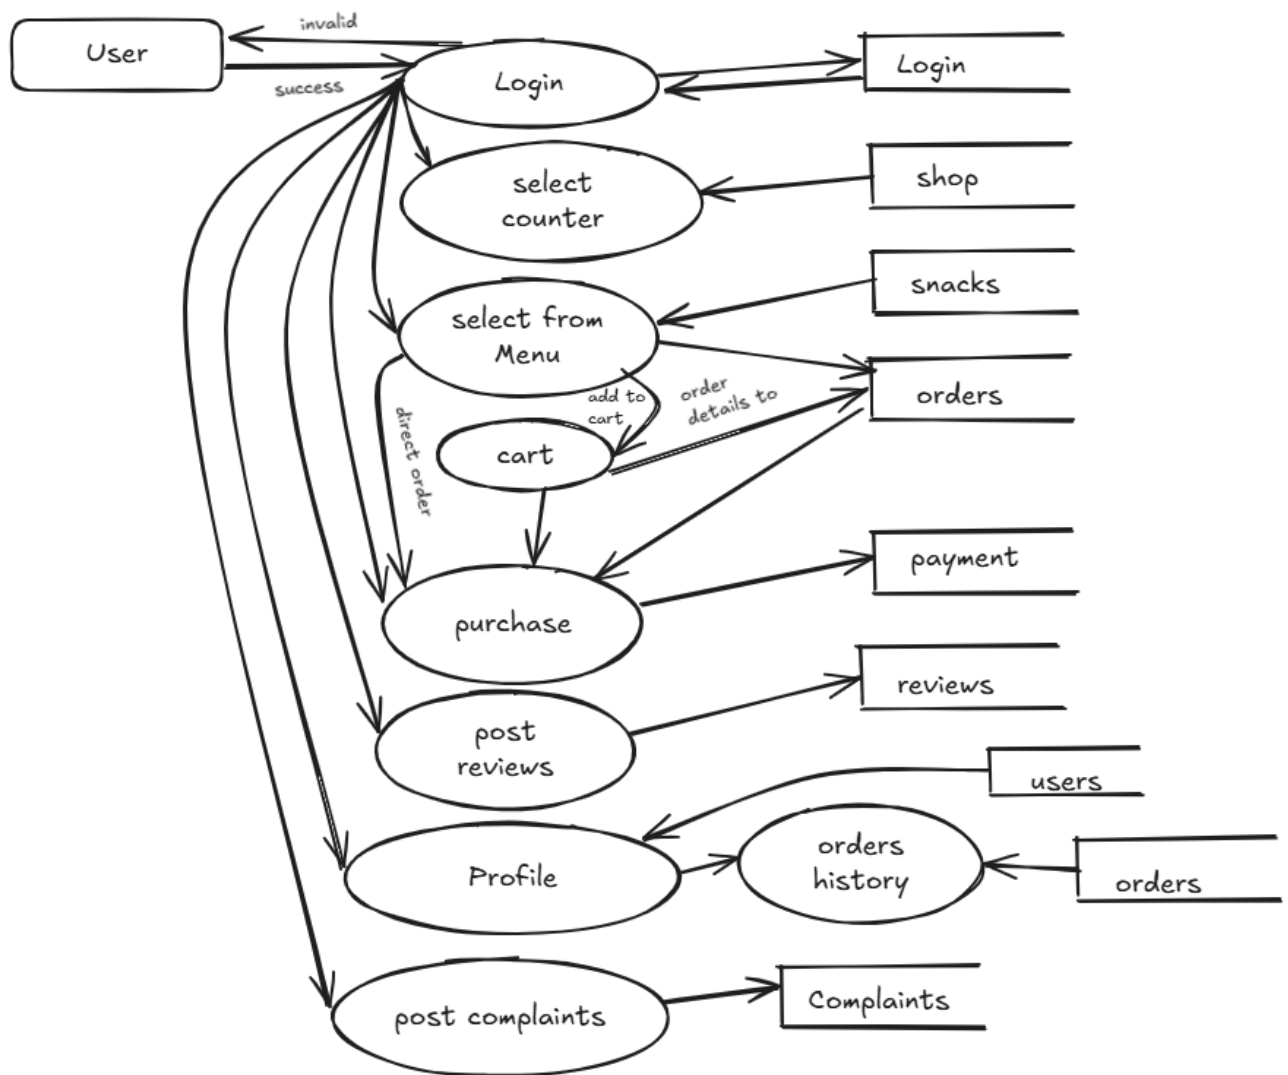 invalid
User
success
Login
Login
select
counter
shop
select from
Menu
snacks
add to
cart
order
details to
orders
direct order
cart
purchase
payment
post
reviews
reviews
users
Profile
orders
history
orders
post complaints
Complaints